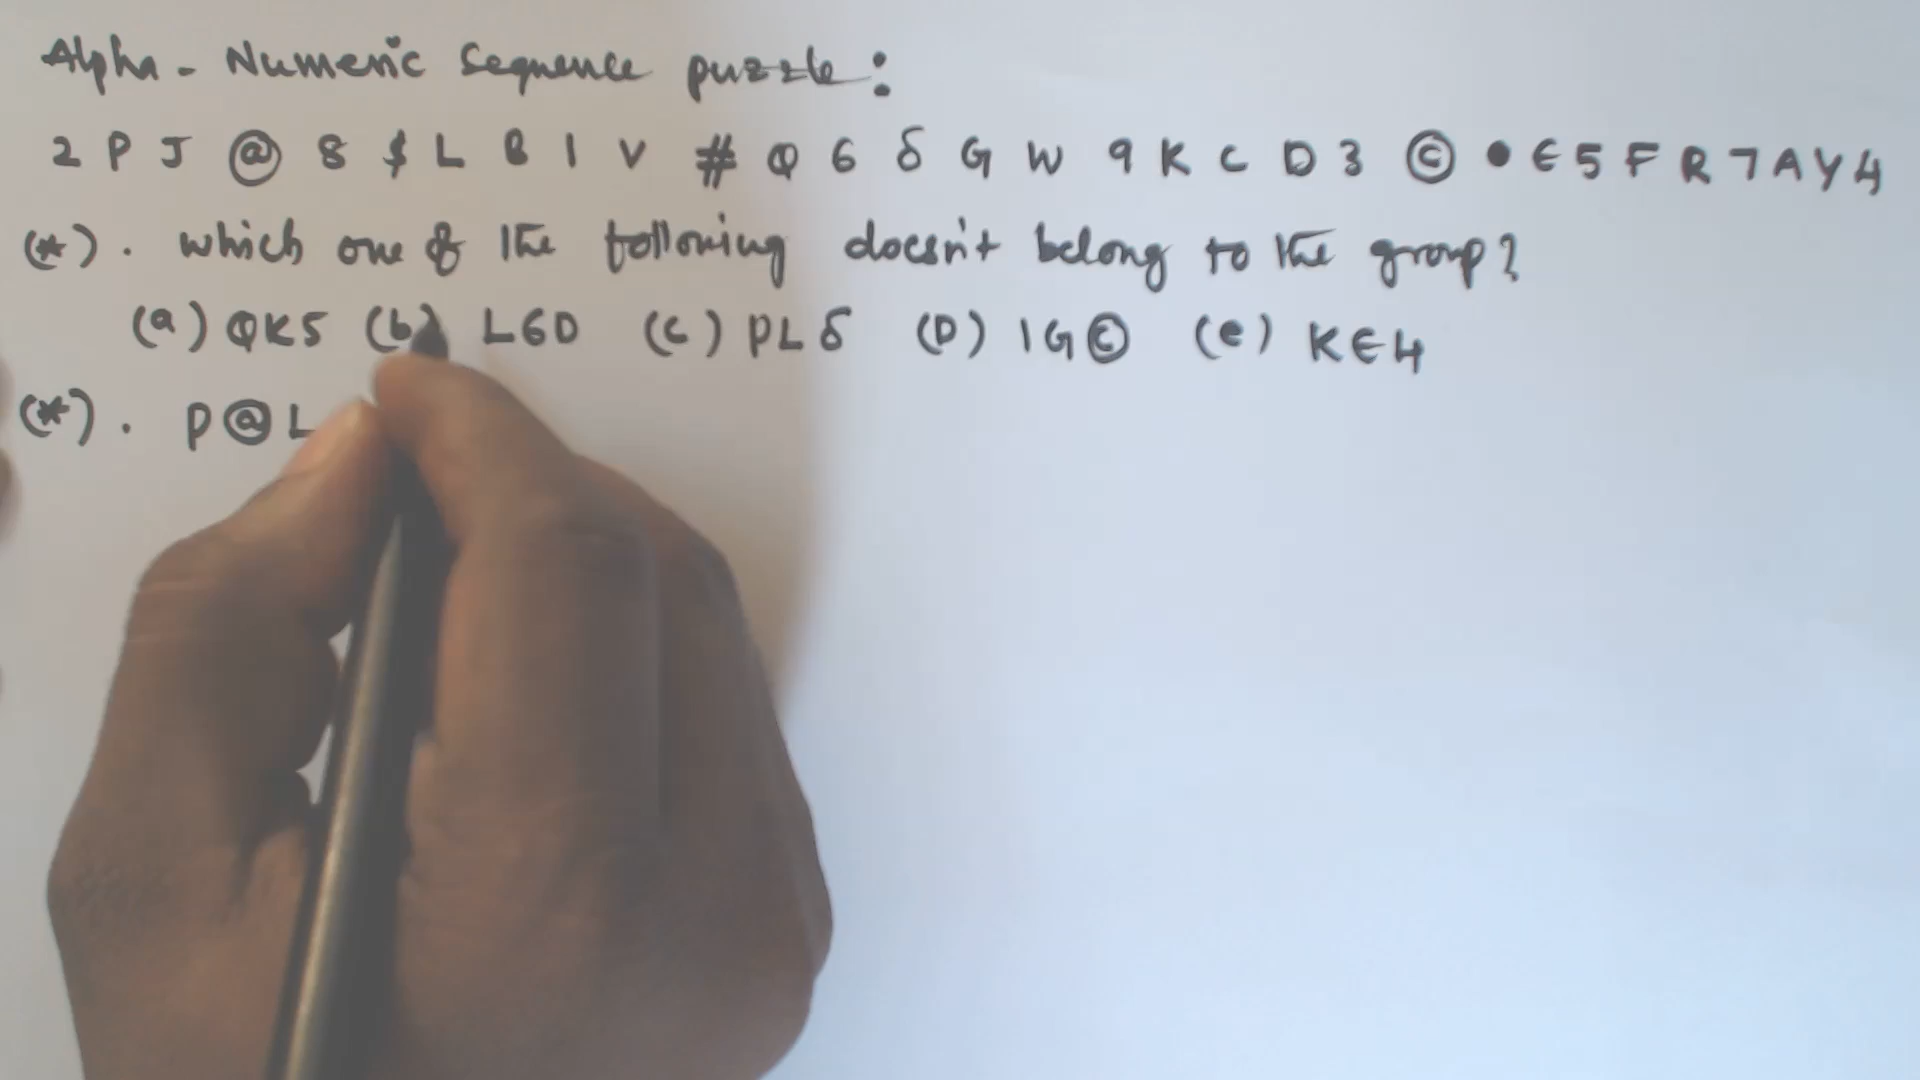 Alpha - Numeric Sequence puzzle:
2 P J @ 8 $ L B 1 V # Q 6 δ G W 9 K C D 3 © • E 5 F R 7 A Y 4
(*). which one of the following doesn't belong to the group?
(a) QK5 (b) L6D (C) PLδ (D) 1G© (e) KE4
(*). P@L